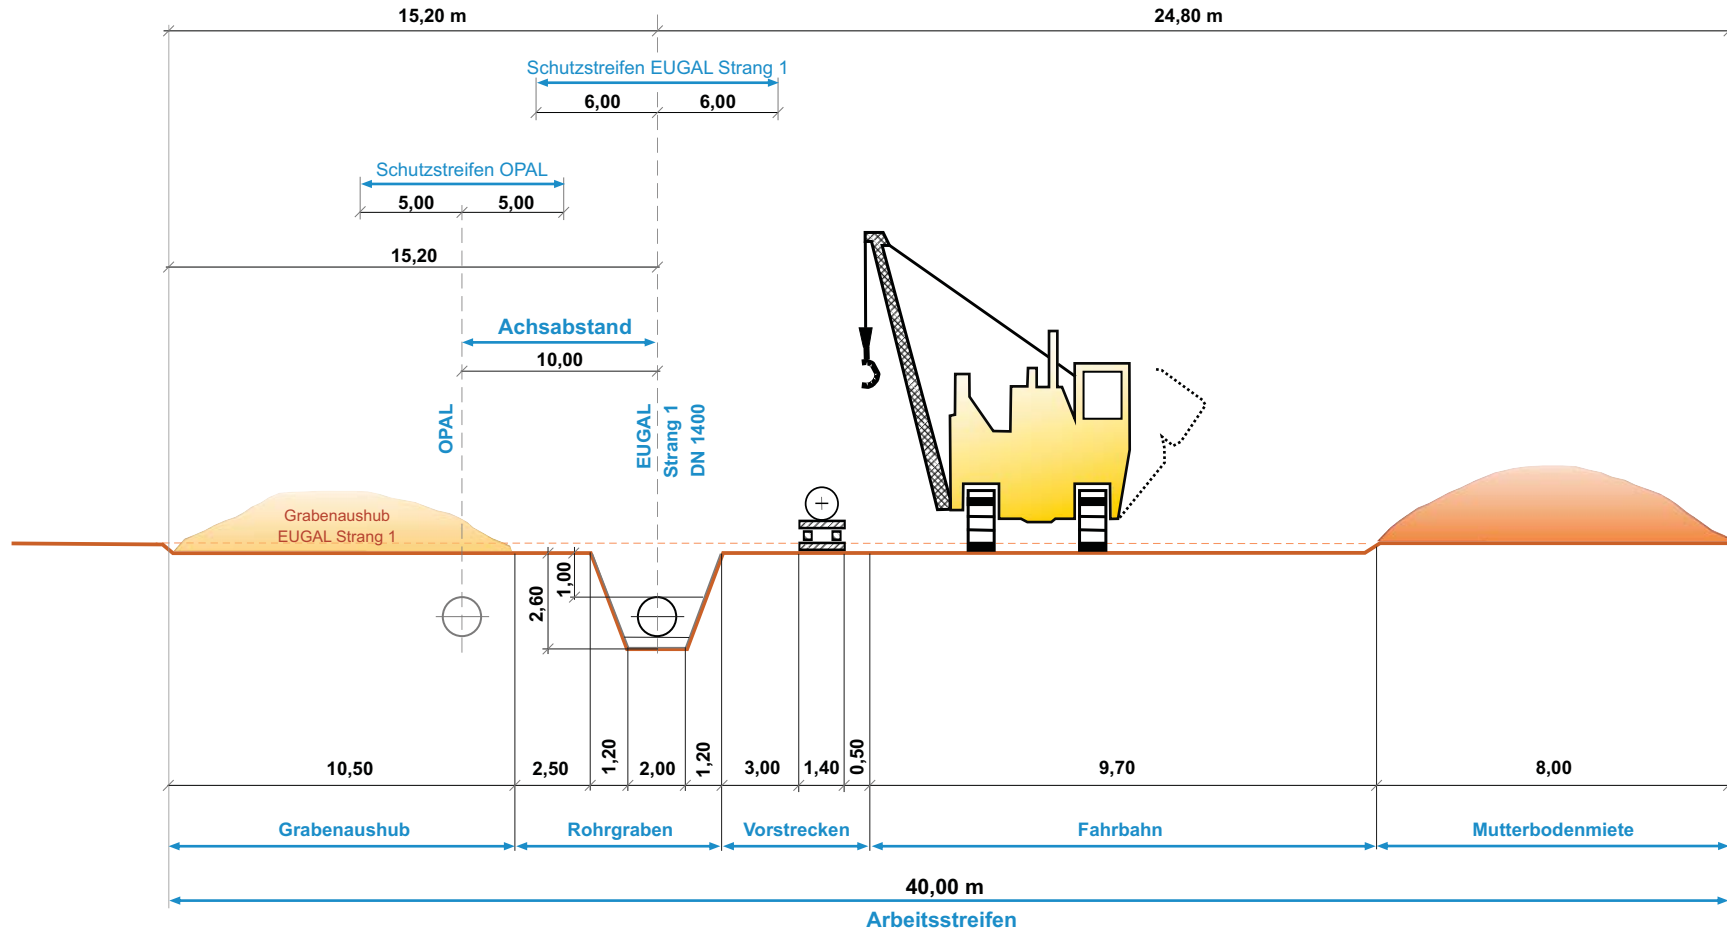 15,20 m
24,80 m
Schutzstreifen EUGAL Strang 1
6,00
6,00
Schutzstreifen OPAL
5,00
5,00
15,20
Achsabstand
10,00
OPAL
EUGAL
Strang 1
DN 1400
Grabenaushub
EUGAL Strang 1
1,00
2,60
10,50
2,50
1,20
2,00
1,20
3,00
1,40
0,50
9,70
8,00
Grabenaushub
Rohrgraben
Vorstrecken
Fahrbahn
Mutterbodenmiete
40,00 m
Arbeitsstreifen